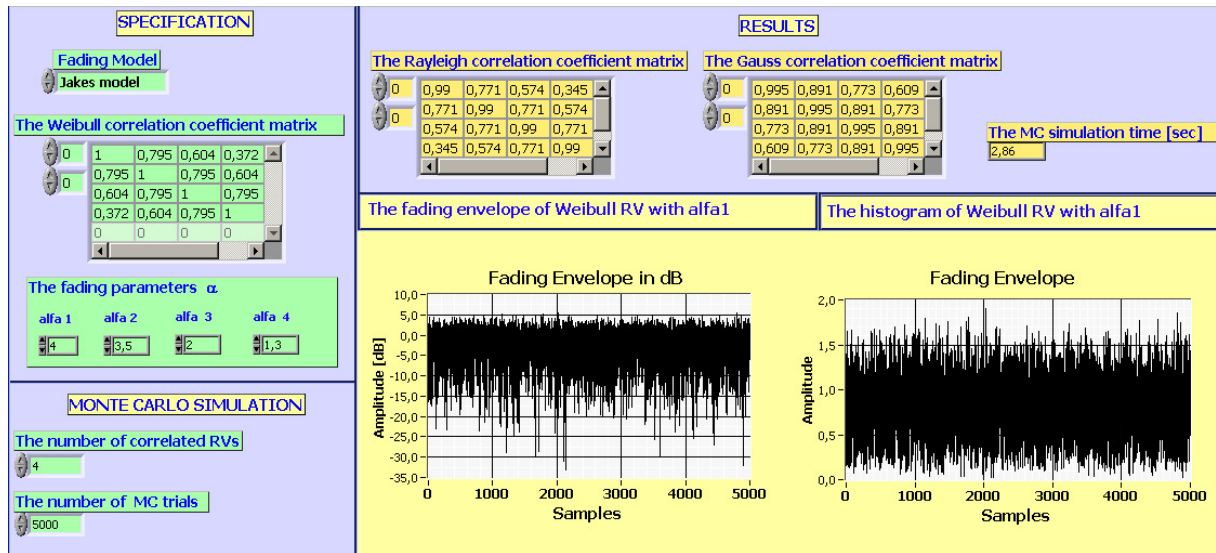 SPECIFICATION
Fading Model
Jakes model
The Weibull correlation coefficient matrix
0
0
1 0,795 0,604 0,372
0,795 1 0,795 0,604
0,604 0,795 1 0,795
0,372 0,604 0,795 1
0 0 0 0
The fading parameters α
alfa 1 alfa 2 alfa 3 alfa 4
4 3,5 2 1,3
MONTE CARLO SIMULATION
The number of correlated RVs
4
The number of MC trials
5000
RESULTS
The Rayleigh correlation coefficient matrix
0
0
0,99 0,771 0,574 0,345
0,771 0,99 0,771 0,574
0,574 0,771 0,99 0,771
0,345 0,574 0,771 0,99
The Gauss correlation coefficient matrix
0
0
0,995 0,891 0,773 0,609
0,891 0,995 0,891 0,773
0,773 0,891 0,995 0,891
0,609 0,773 0,891 0,995
The MC simulation time [sec]
2,86
The fading envelope of Weibull RV with alfa1
The histogram of Weibull RV with alfa1
Fading Envelope in dB
Amplitude [dB]
10,0
5,0
0,0
-5,0
-10,0
-15,0
-20,0
-25,0
-30,0
-35,0
0 1000 2000 3000 4000 5000
Samples
Fading Envelope
Amplitude
2,0
1,5
1,0
0,5
0,0
0 1000 2000 3000 4000 5000
Samples